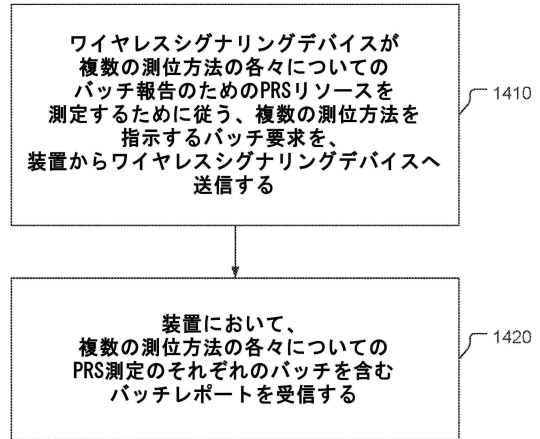 ワイヤレスシグナリングデバイスが
複数の測位方法の各々についての
バッチ報告のためのPRSリソースを
測定するために従う、複数の測位方法を
指示するバッチ要求を、
装置からワイヤレスシグナリングデバイスへ
送信する
1410
装置において、
複数の測位方法の各々についての
PRS測定のそれぞれのバッチを含む
バッチレポートを受信する
1420